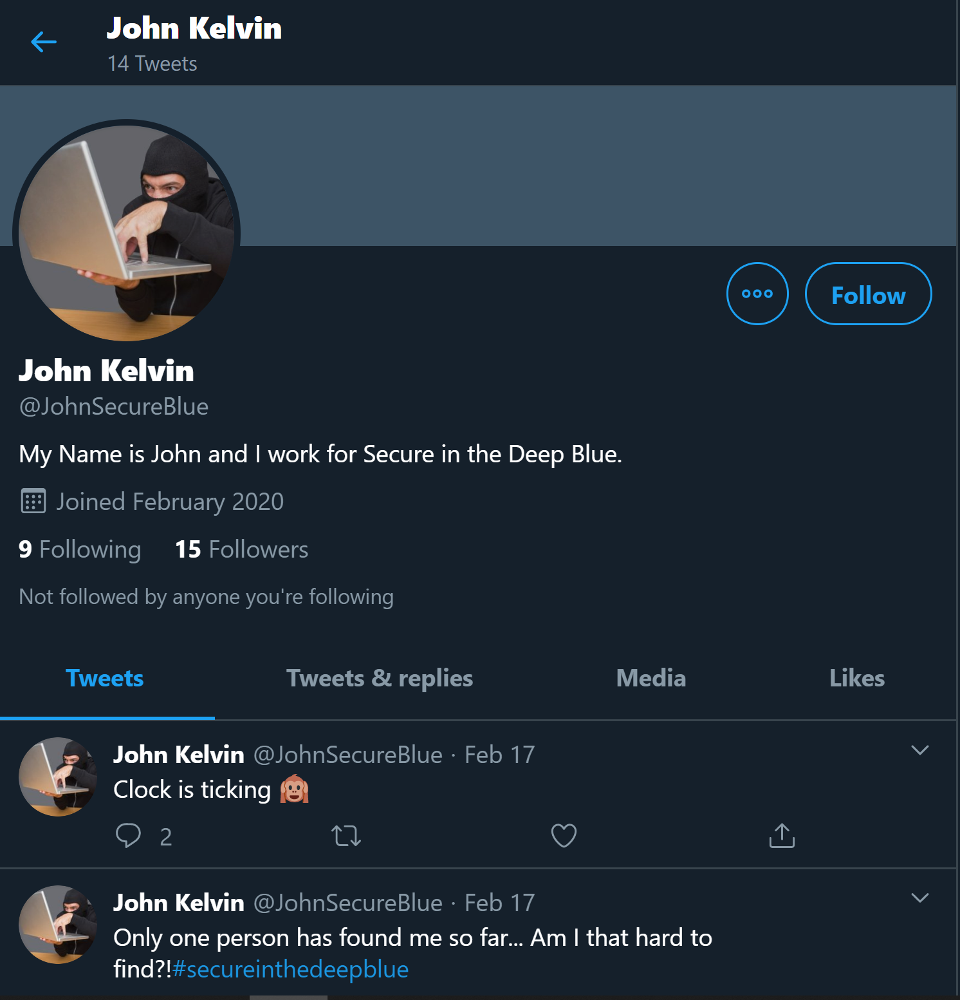 John Kelvin
14 Tweets
Follow
John Kelvin
@JohnSecureBlue
My Name is John and I work for Secure in the Deep Blue.
Joined February 2020
9 Following 15 Followers
Not followed by anyone you're following
Tweets Tweets & replies Media Likes
John Kelvin @JohnSecureBlue · Feb 17
Clock is ticking 🙉
2
John Kelvin @JohnSecureBlue · Feb 17
Only one person has found me so far... Am I that hard to
find?!#secureinthedeepblue